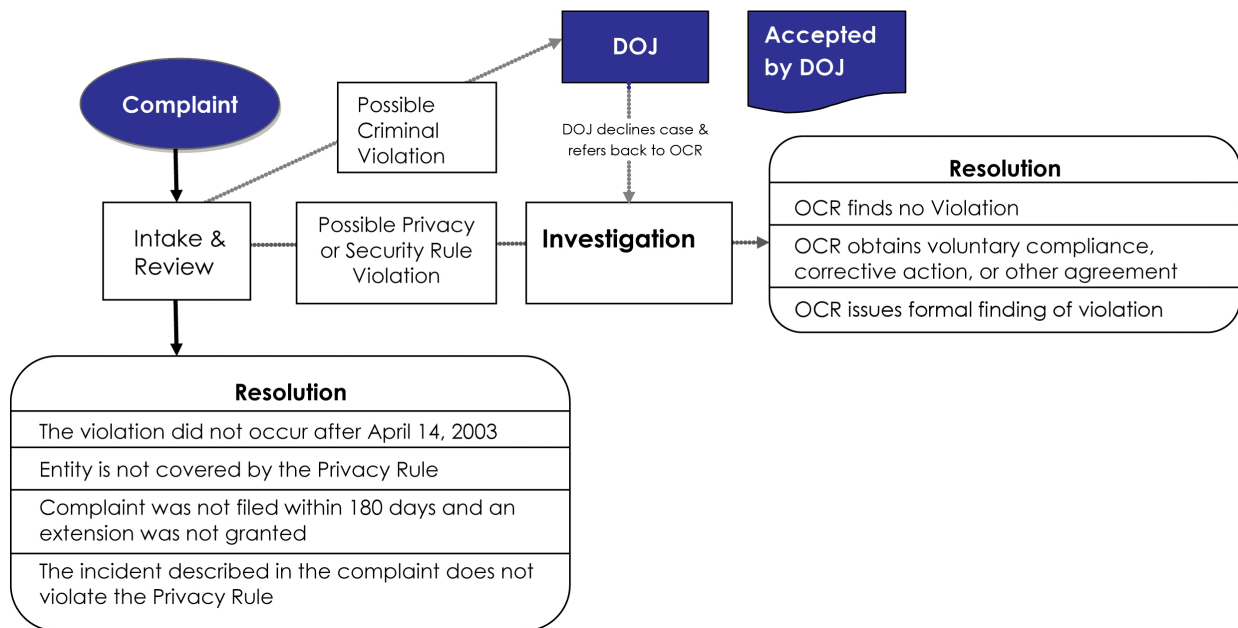 Complaint
Possible
Criminal
Violation
DOJ
Accepted
by DOJ
DOJ declines case &
refers back to OCR
Intake &
Review
Possible Privacy
or Security Rule
Violation
Investigation
Resolution
OCR finds no Violation
OCR obtains voluntary compliance,
corrective action, or other agreement
OCR issues formal finding of violation
Resolution
The violation did not occur after April 14, 2003
Entity is not covered by the Privacy Rule
Complaint was not filed within 180 days and an
extension was not granted
The incident described in the complaint does not
violate the Privacy Rule